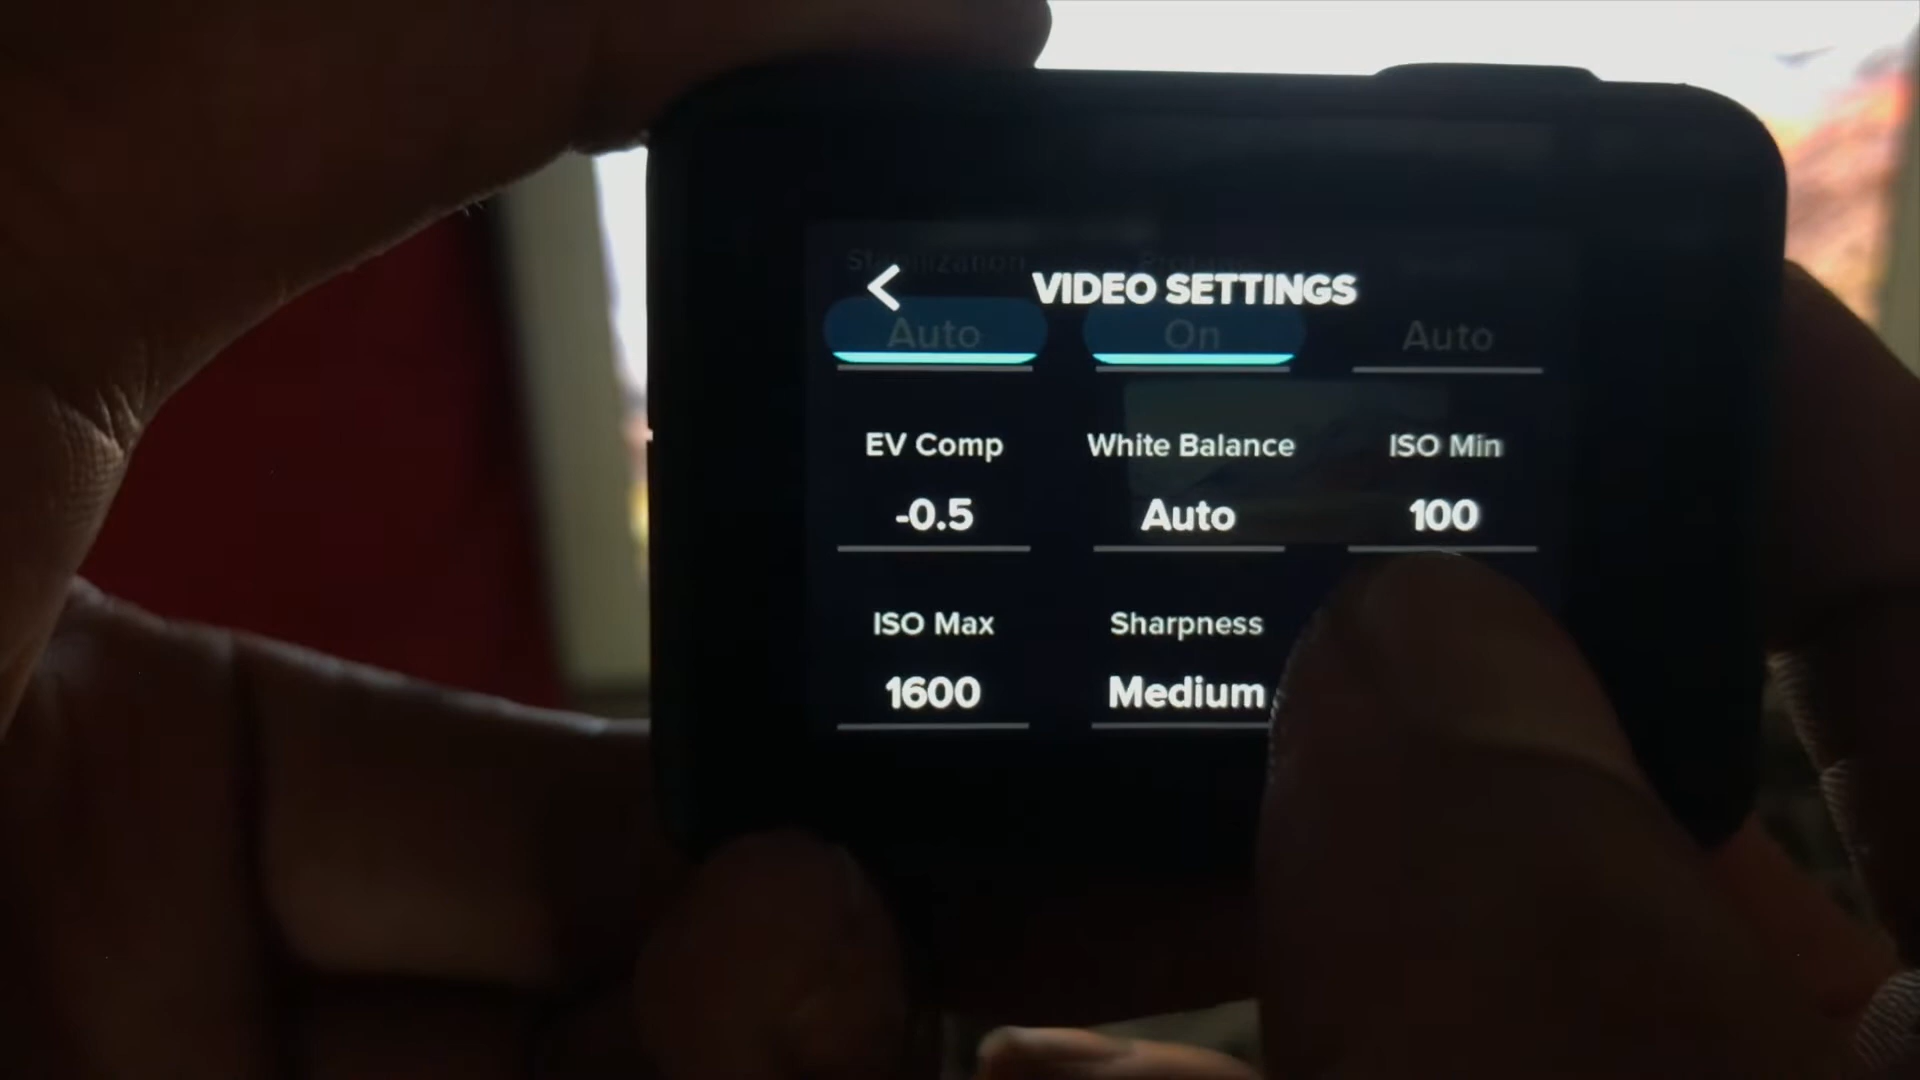 Stabilization
VIDEO SETTINGS
Auto On Auto
EV Comp White Balance ISO Min
-0.5 Auto 100
ISO Max Sharpness
1600 Medium